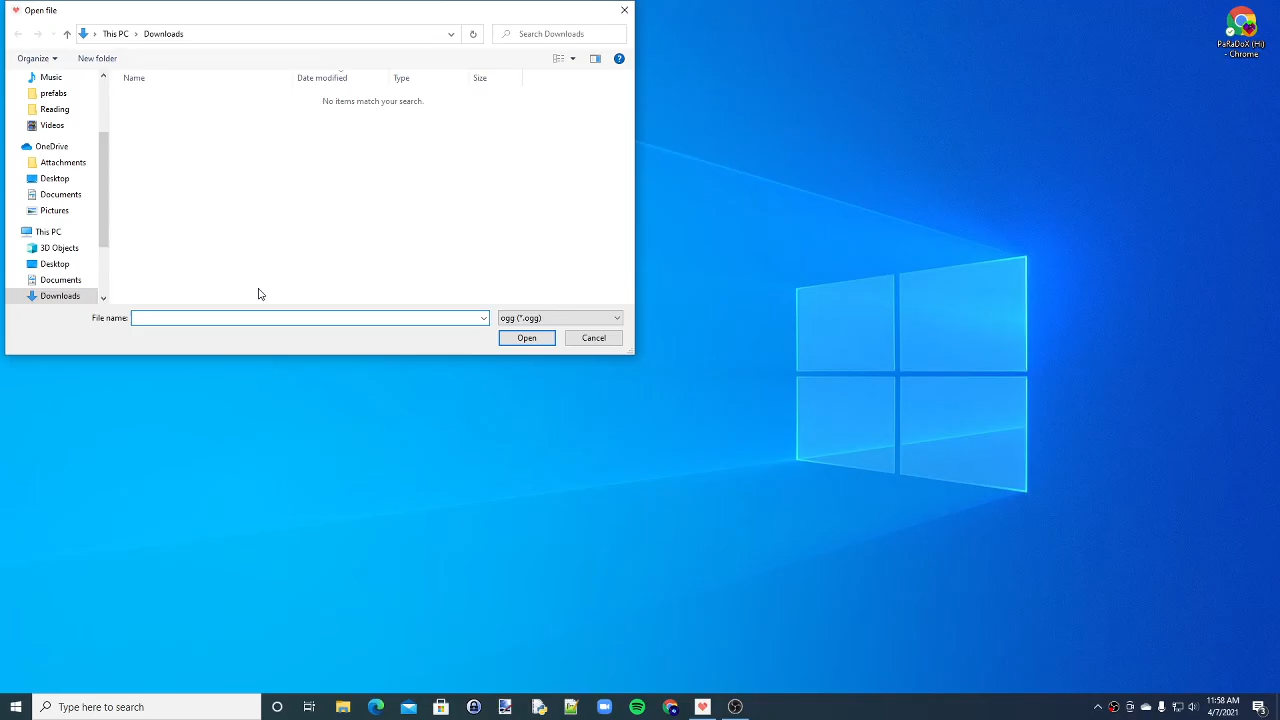 Open file
This PC
Downloads
Search Downloads
Organize
New folder
Name
Date modified
Type
Size
No items match your search.
Music
prefabs
Reading
Videos
OneDrive
Attachments
Desktop
Documents
Pictures
This PC
3D Objects
Desktop
Documents
Downloads
File name:
ogg (*.ogg)
Open
Cancel
PaRaDoX (Hi)
- Chrome
Type here to search
11:58 AM
4/7/2021